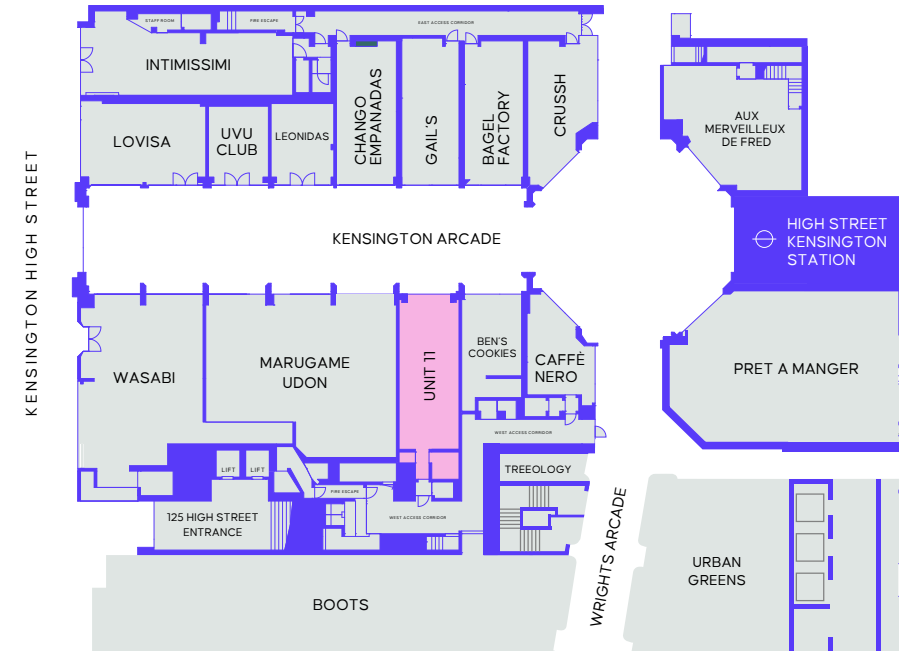 STAFF ROOM
FIRE ESCAPE
EAST ACCESS CORRIDOR
INTIMISSIMI
LOVISA
UVU
CLUB
LEONIDAS
CHANGO
EMPANADAS
GAIL'S
BAGEL
FACTORY
CRUSSH
AUX
MERVEILLEUX
DE FRED
KENSINGTON HIGH STREET
KENSINGTON ARCADE
HIGH STREET
KENSINGTON
STATION
WASABI
MARUGAME
UDON
UNIT 11
BEN'S
COOKIES
CAFFÈ
NERO
PRET A MANGER
WEST ACCESS CORRIDOR
LIFT
LIFT
TREEOLOGY
FIRE ESCAPE
WEST ACCESS CORRIDOR
125 HIGH STREET
ENTRANCE
WRIGHTS ARCADE
URBAN
GREENS
BOOTS